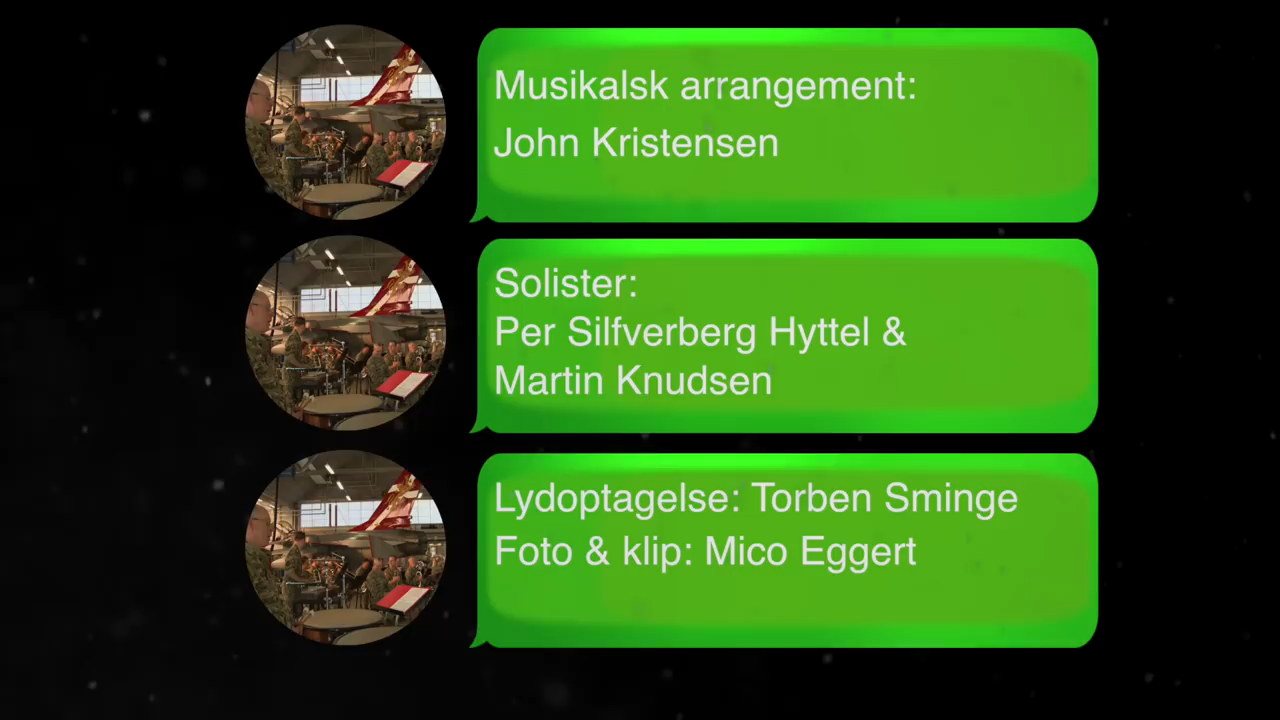 Musikalsk arrangement:
John Kristensen
Solister:
Per Silfverberg Hyttel &
Martin Knudsen
Lydoptagelse: Torben Sminge
Foto & klip: Mico Eggert